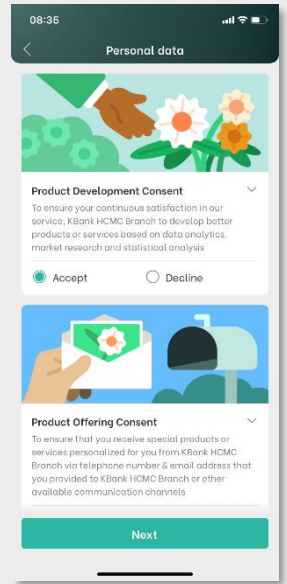 08:35
Personal data
Product Development Consent
To ensure your continuous satisfaction in our
service, KBank HCMC Branch to develop better
products or services based on data analytics,
market research and statistical analysis
Accept Decline
Product Offering Consent
To ensure that you receive special products or
services personalized for you from KBank HCMC
Branch via telephone number & email address that
you provided to KBank HCMC Branch or other
available communication channels
Next